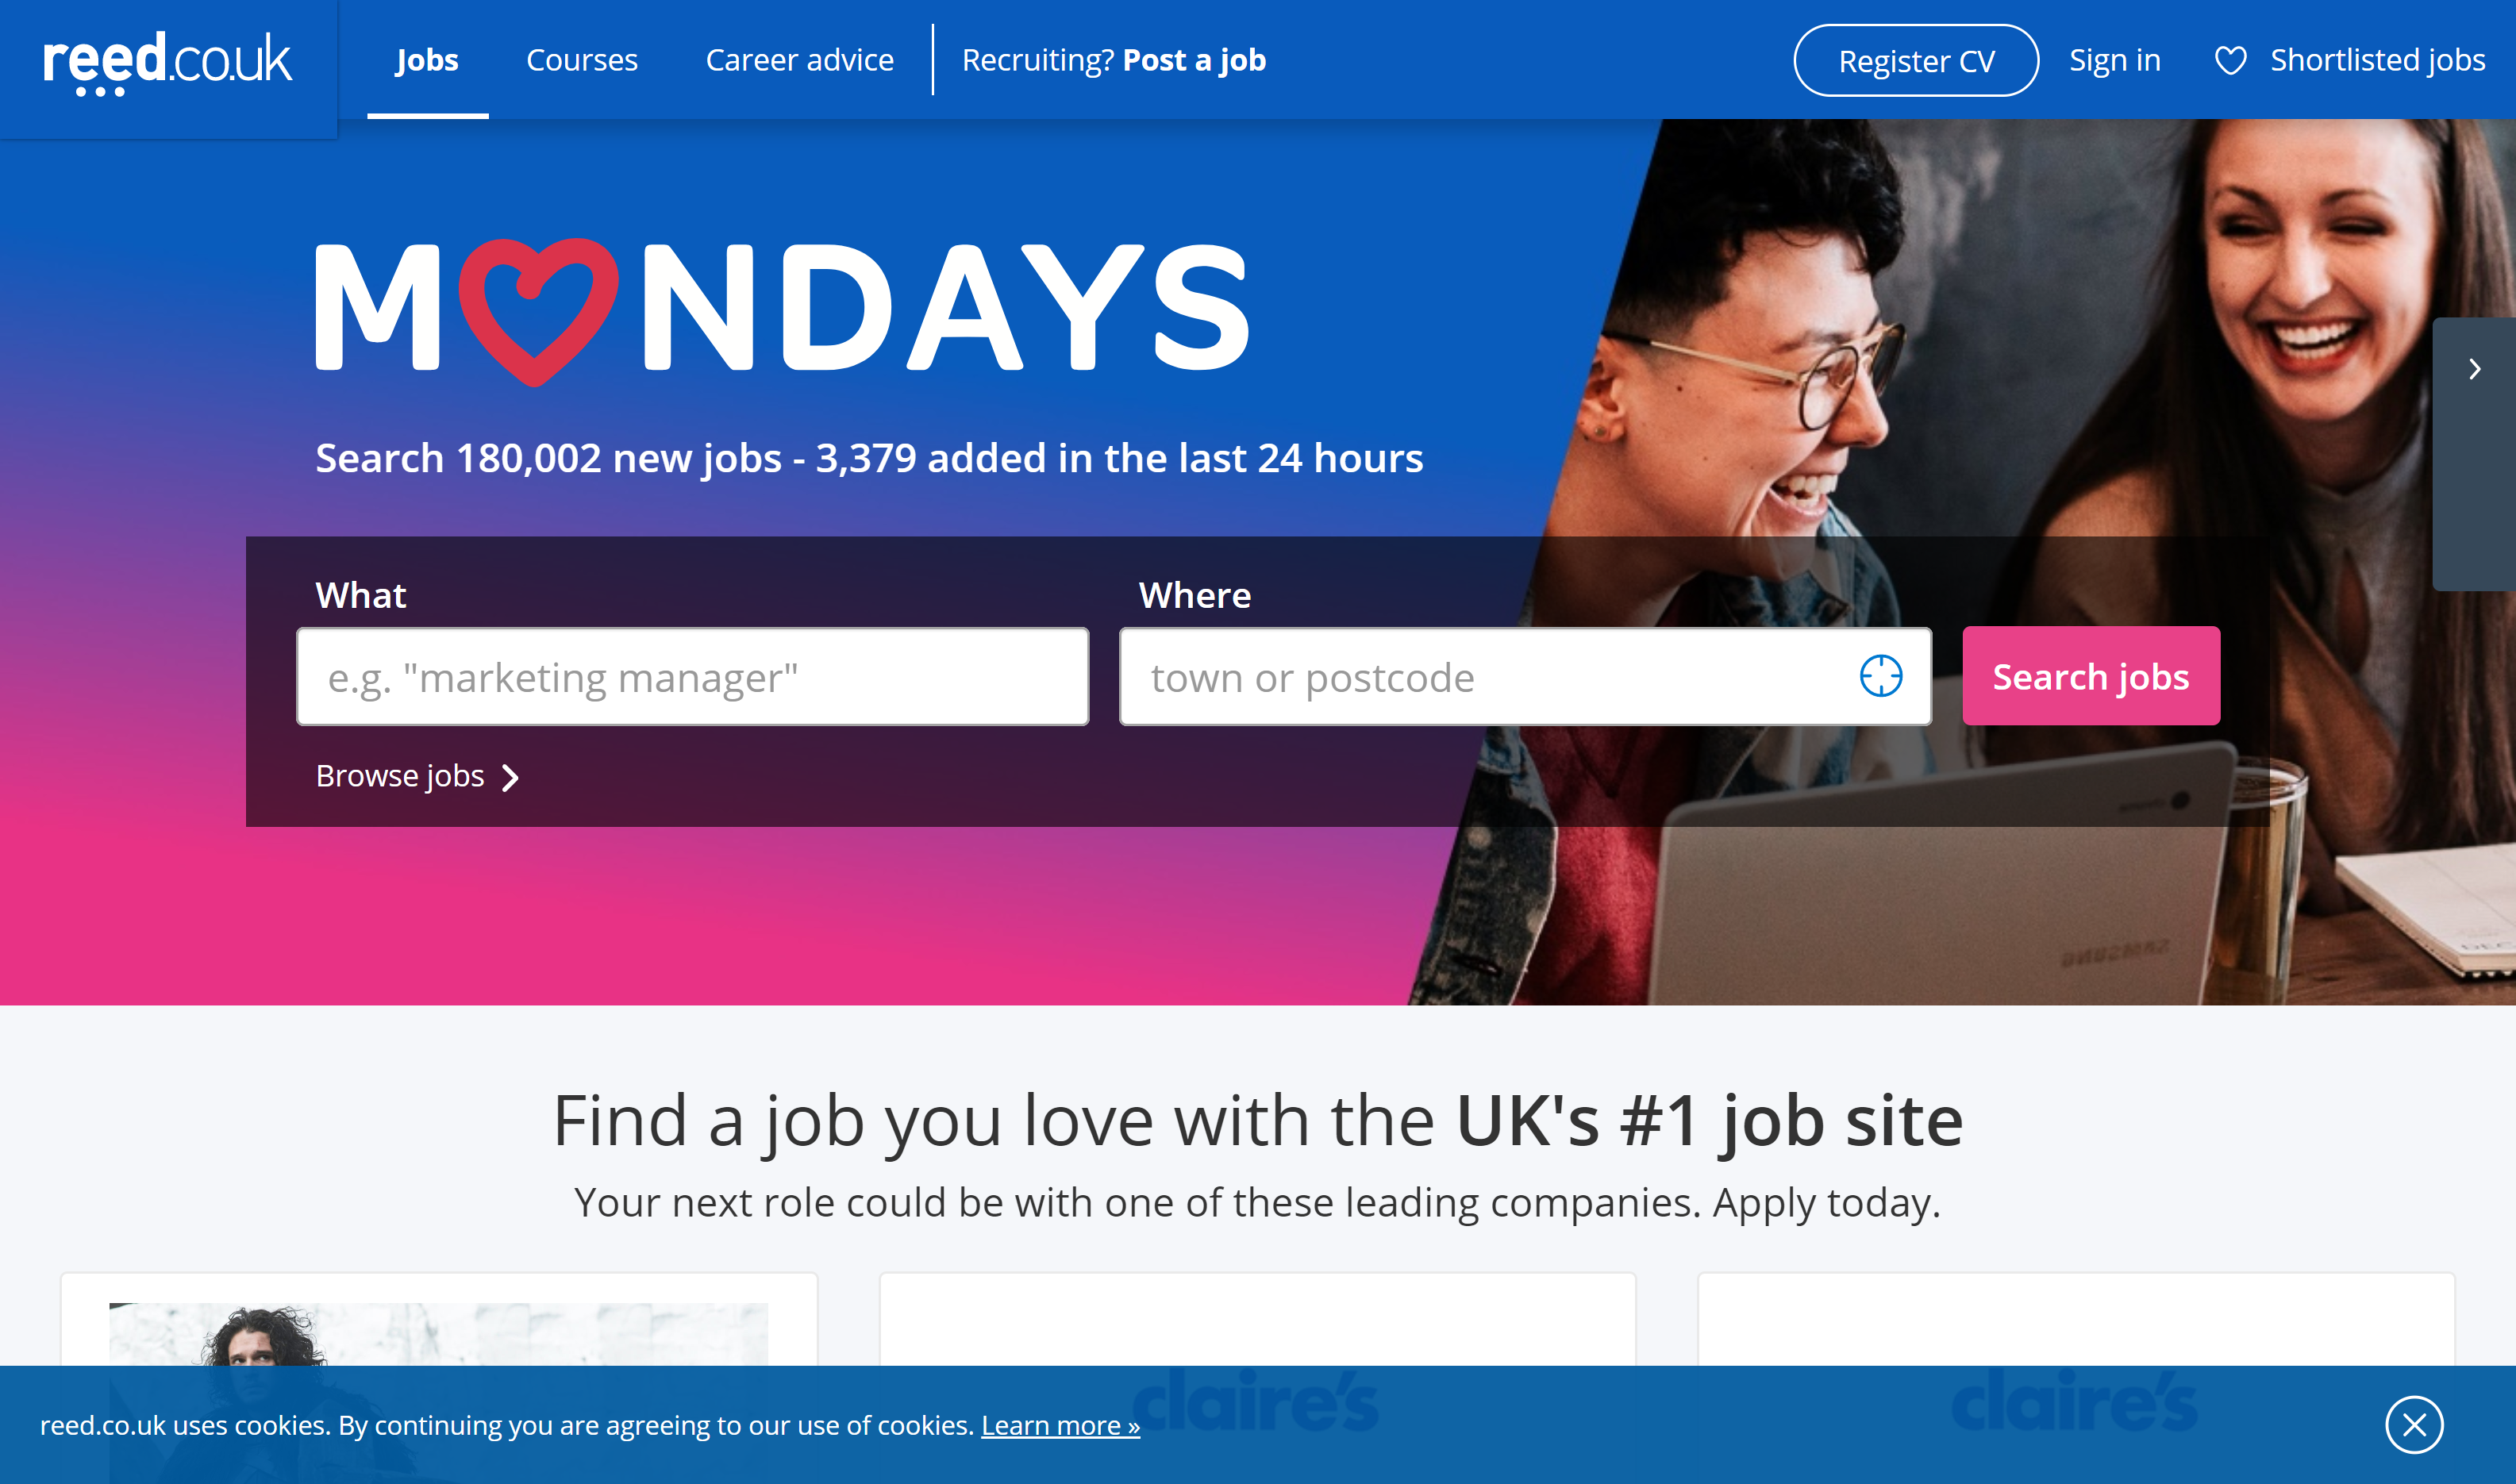 reed.co.uk
Jobs
Courses
Career advice
Recruiting? Post a job
Register CV
Sign in
Shortlisted jobs
MONDAYS
Search 180,002 new jobs - 3,379 added in the last 24 hours
What
Where
e.g. "marketing manager"
town or postcode
Search jobs
Browse jobs
SAMSUNG
Find a job you love with the UK's #1 job site
Your next role could be with one of these leading companies. Apply today.
claire's
claire's
reed.co.uk uses cookies. By continuing you are agreeing to our use of cookies. Learn more »